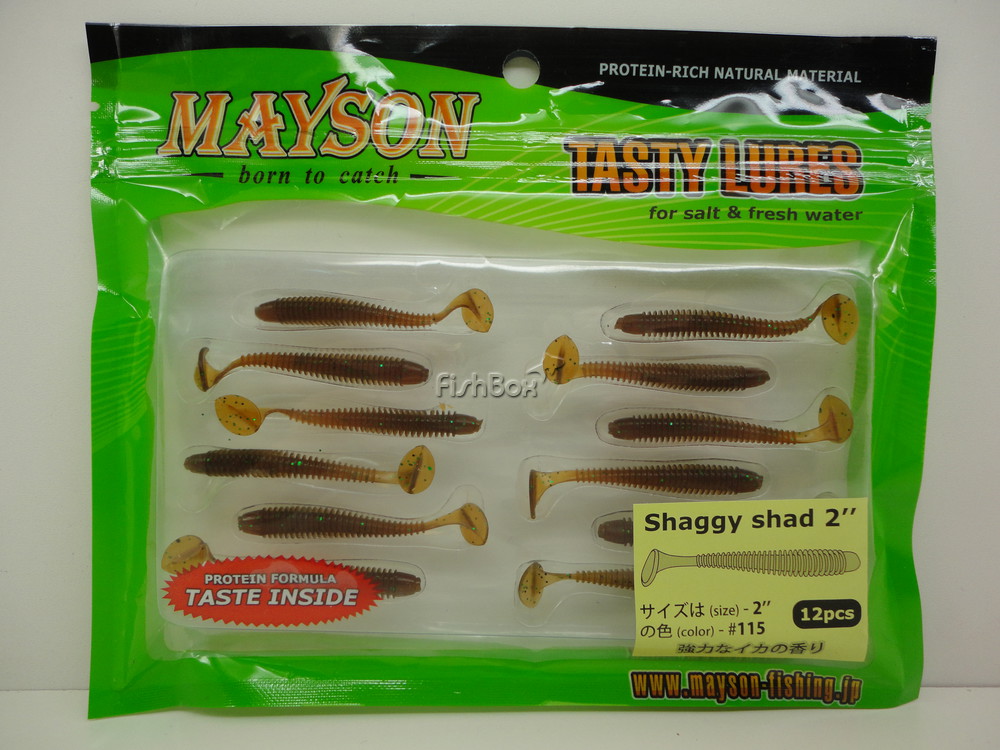 PROTEIN-RICH NATURAL MATERIAL
MAYSON
born to catch
TASTY LURES
for salt & fresh water
FishBox
Shaggy shad 2’’
サイズは (size) - 2’’
の色 (color) - #115
12pcs
強力なイカの香り
PROTEIN FORMULA
TASTE INSIDE
www.mayson-fishing.jp